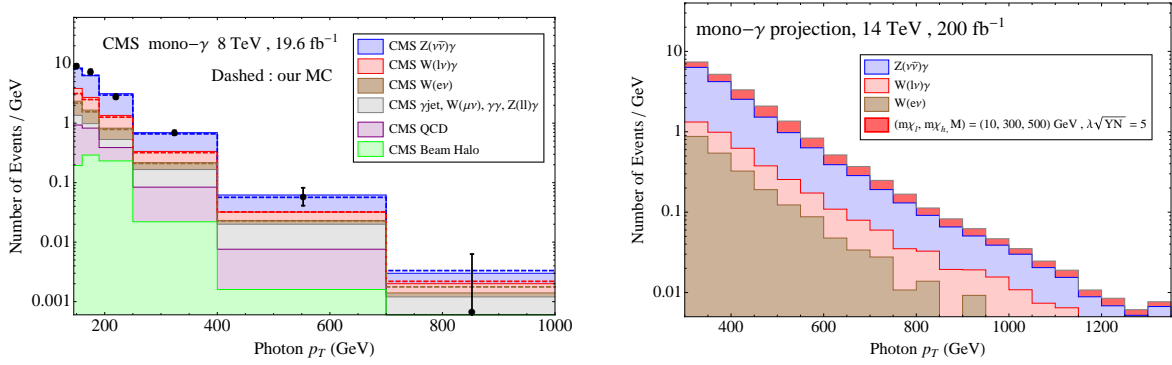 CMS mono-γ 8 TeV , 19.6 fb⁻¹
Dashed : our MC
CMS Z(νν̄)γ
CMS W(lν)γ
CMS W(eν)
CMS γjet, W(μν), γγ, Z(ll)γ
CMS QCD
CMS Beam Halo
Number of Events / GeV
10
1
0.1
0.01
0.001
200 400 600 800 1000
Photon pT (GeV)
mono-γ projection, 14 TeV , 200 fb⁻¹
Z(νν̄)γ
W(lν)γ
W(eν)
(mχl, mχh, M) = (10, 300, 500) GeV , λ√YN = 5
Number of Events / GeV
10
1
0.1
0.01
400 600 800 1000 1200
Photon pT (GeV)